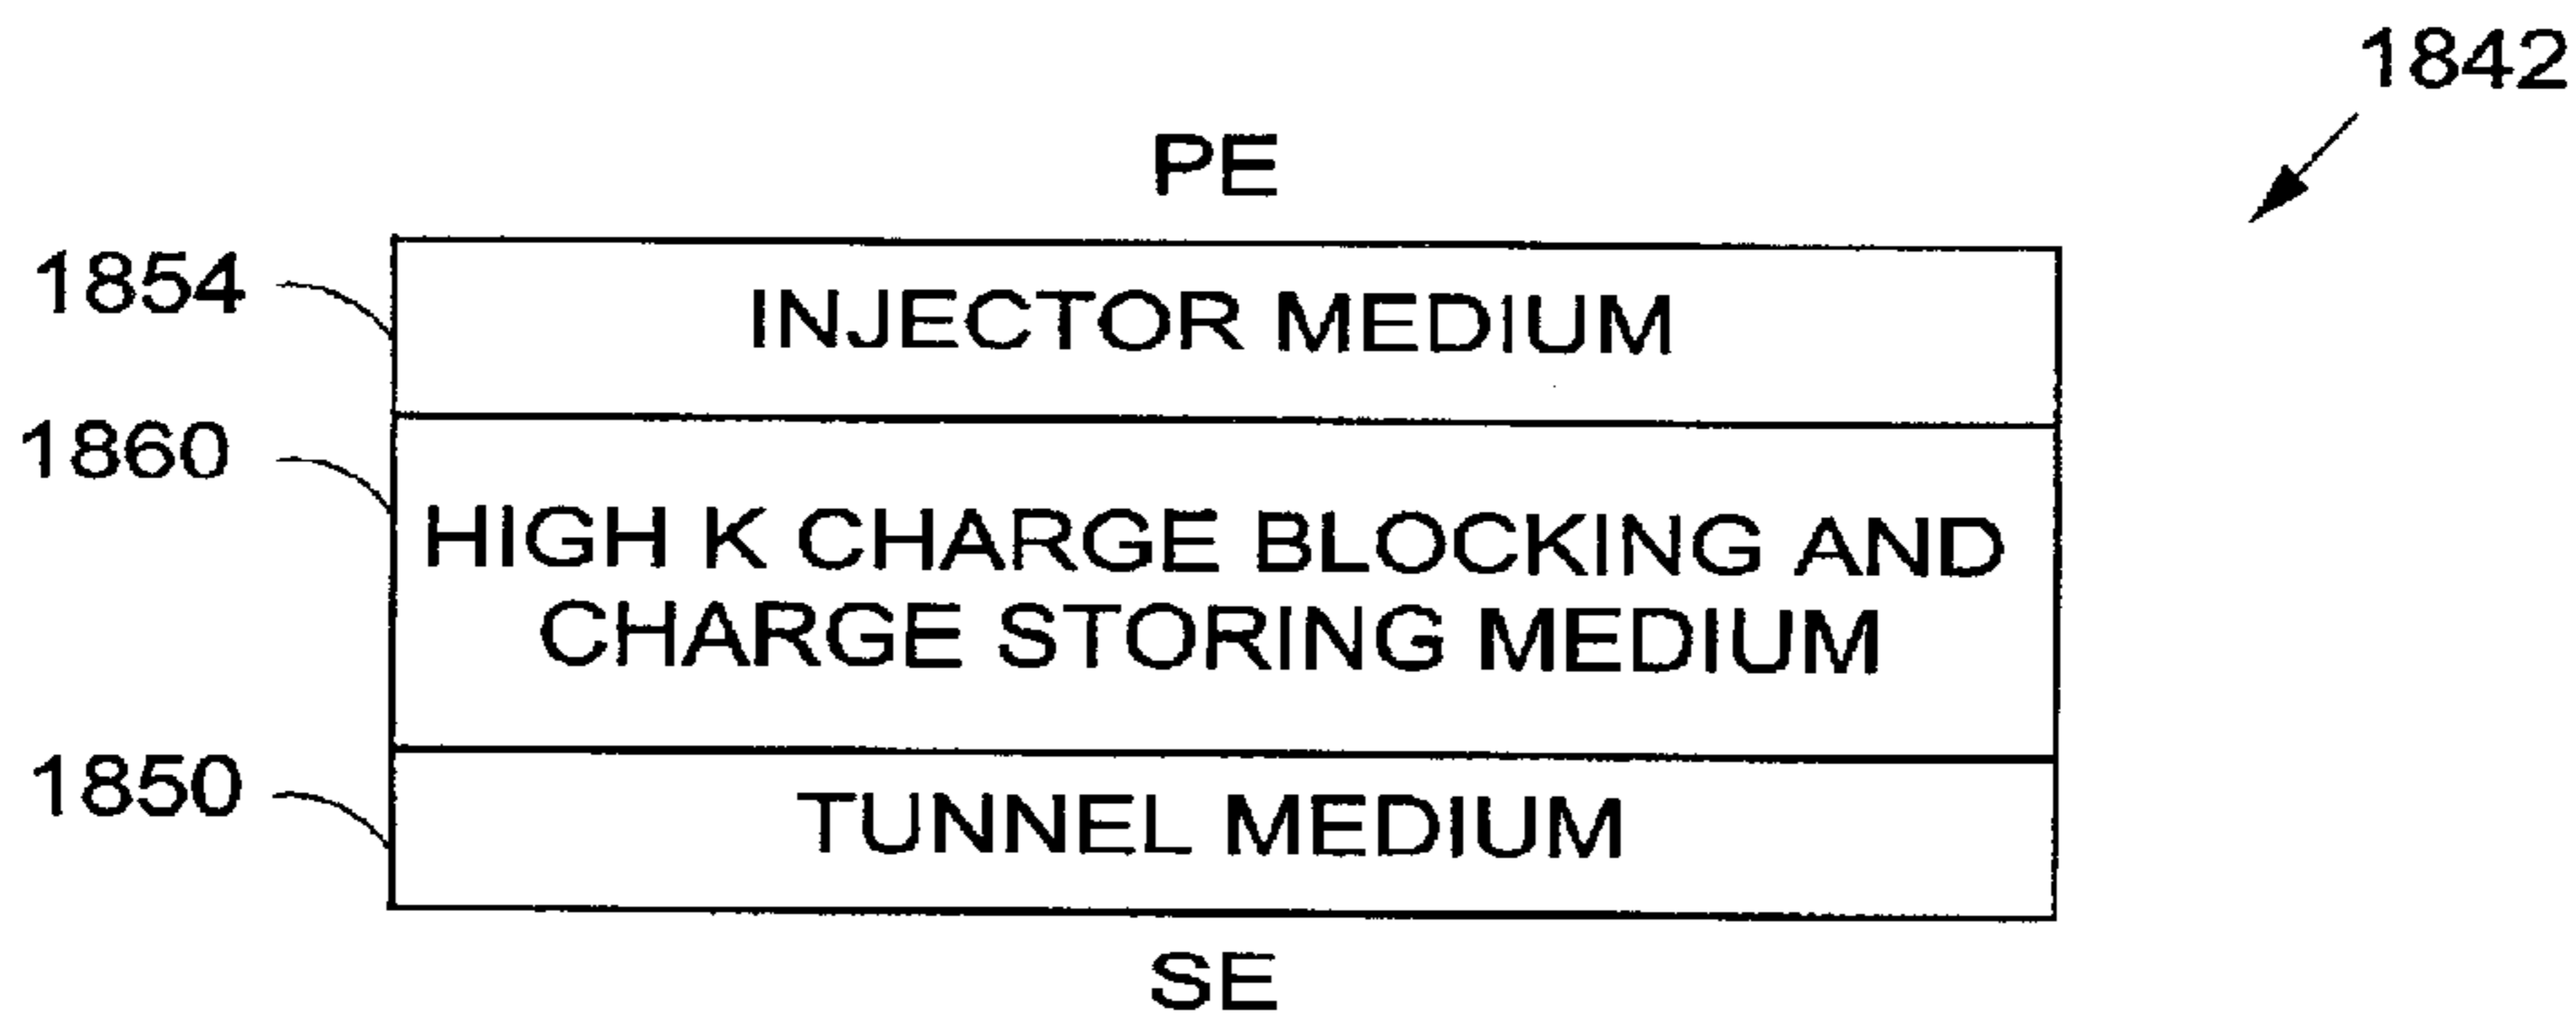 1842
PE
1854
INJECTOR MEDIUM
1860
HIGH K CHARGE BLOCKING AND
CHARGE STORING MEDIUM
1850
TUNNEL MEDIUM
SE